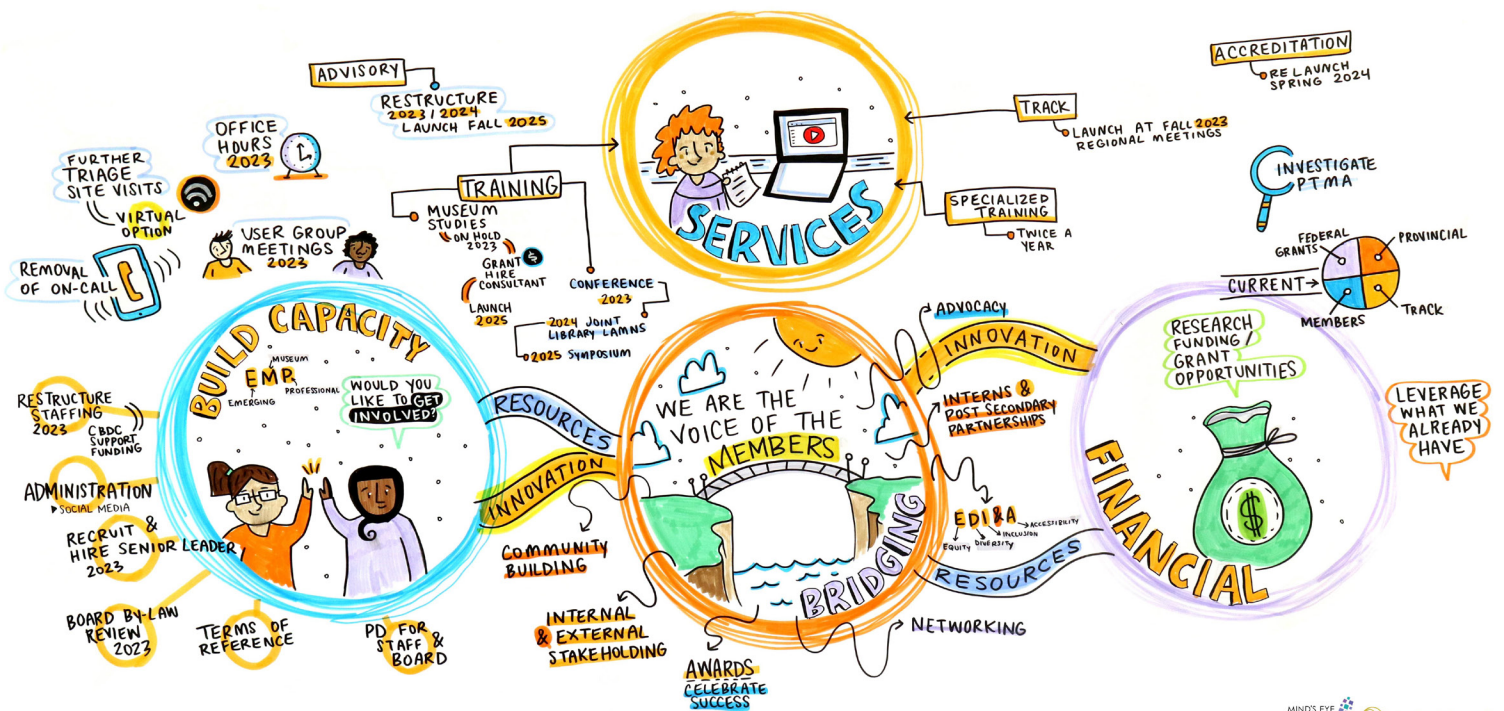 ADVISORY
RESTRUCTURE
2023/2024
LAUNCH FALL 2025
OFFICE
HOURS
2023
FURTHER
TRIAGE
SITE VISITS
VIRTUAL
OPTION
USER GROUP
MEETINGS
2023
REMOVAL
OF ON-CALL
TRAINING
MUSEUM
STUDIES
ON HOLD
2023
GRANT $
HIRE
CONSULTANT
LAUNCH
2025
CONFERENCE
2023
2024 JOINT
LIBRARY LAMNS
2025 SYMPOSIUM
SERVICES
TRACK
LAUNCH AT FALL 2023
REGIONAL MEETINGS
SPECIALIZED
TRAINING
TWICE A
YEAR
ACCREDITATION
RELAUNCH
SPRING 2024
INVESTIGATE
PTMA
FEDERAL
GRANTS
PROVINCIAL
CURRENT
MEMBERS
TRACK
BUILD CAPACITY
MUSEUM
EMP
PROFESSIONAL
EMERGING
WOULD YOU
LIKE TO GET
INVOLVED?
RESTRUCTURE
STAFFING
2023
CBDC
SUPPORT
FUNDING
ADMINISTRATION
SOCIAL MEDIA
RECRUIT &
HIRE SENIOR LEADER
2023
BOARD BY-LAW
REVIEW
2023
TERMS OF
REFERENCE
PD FOR
STAFF &
BOARD
RESOURCES
INNOVATION
WE ARE THE
VOICE OF THE
MEMBERS
BRIDGING
ADVOCACY
INTERNS &
POST SECONDARY
PARTNERSHIPS
EDI&A
ACCESSIBILITY
INCLUSION
DIVERSITY
EQUITY
COMMUNITY
BUILDING
INTERNAL
& EXTERNAL
STAKEHOLDING
AWARDS
CELEBRATE
SUCCESS
NETWORKING
INNOVATION
RESOURCES
RESEARCH
FUNDING/
GRANT
OPPORTUNITIES
$
FINANCIAL
LEVERAGE
WHAT WE
ALREADY
HAVE
MIND'S EYE